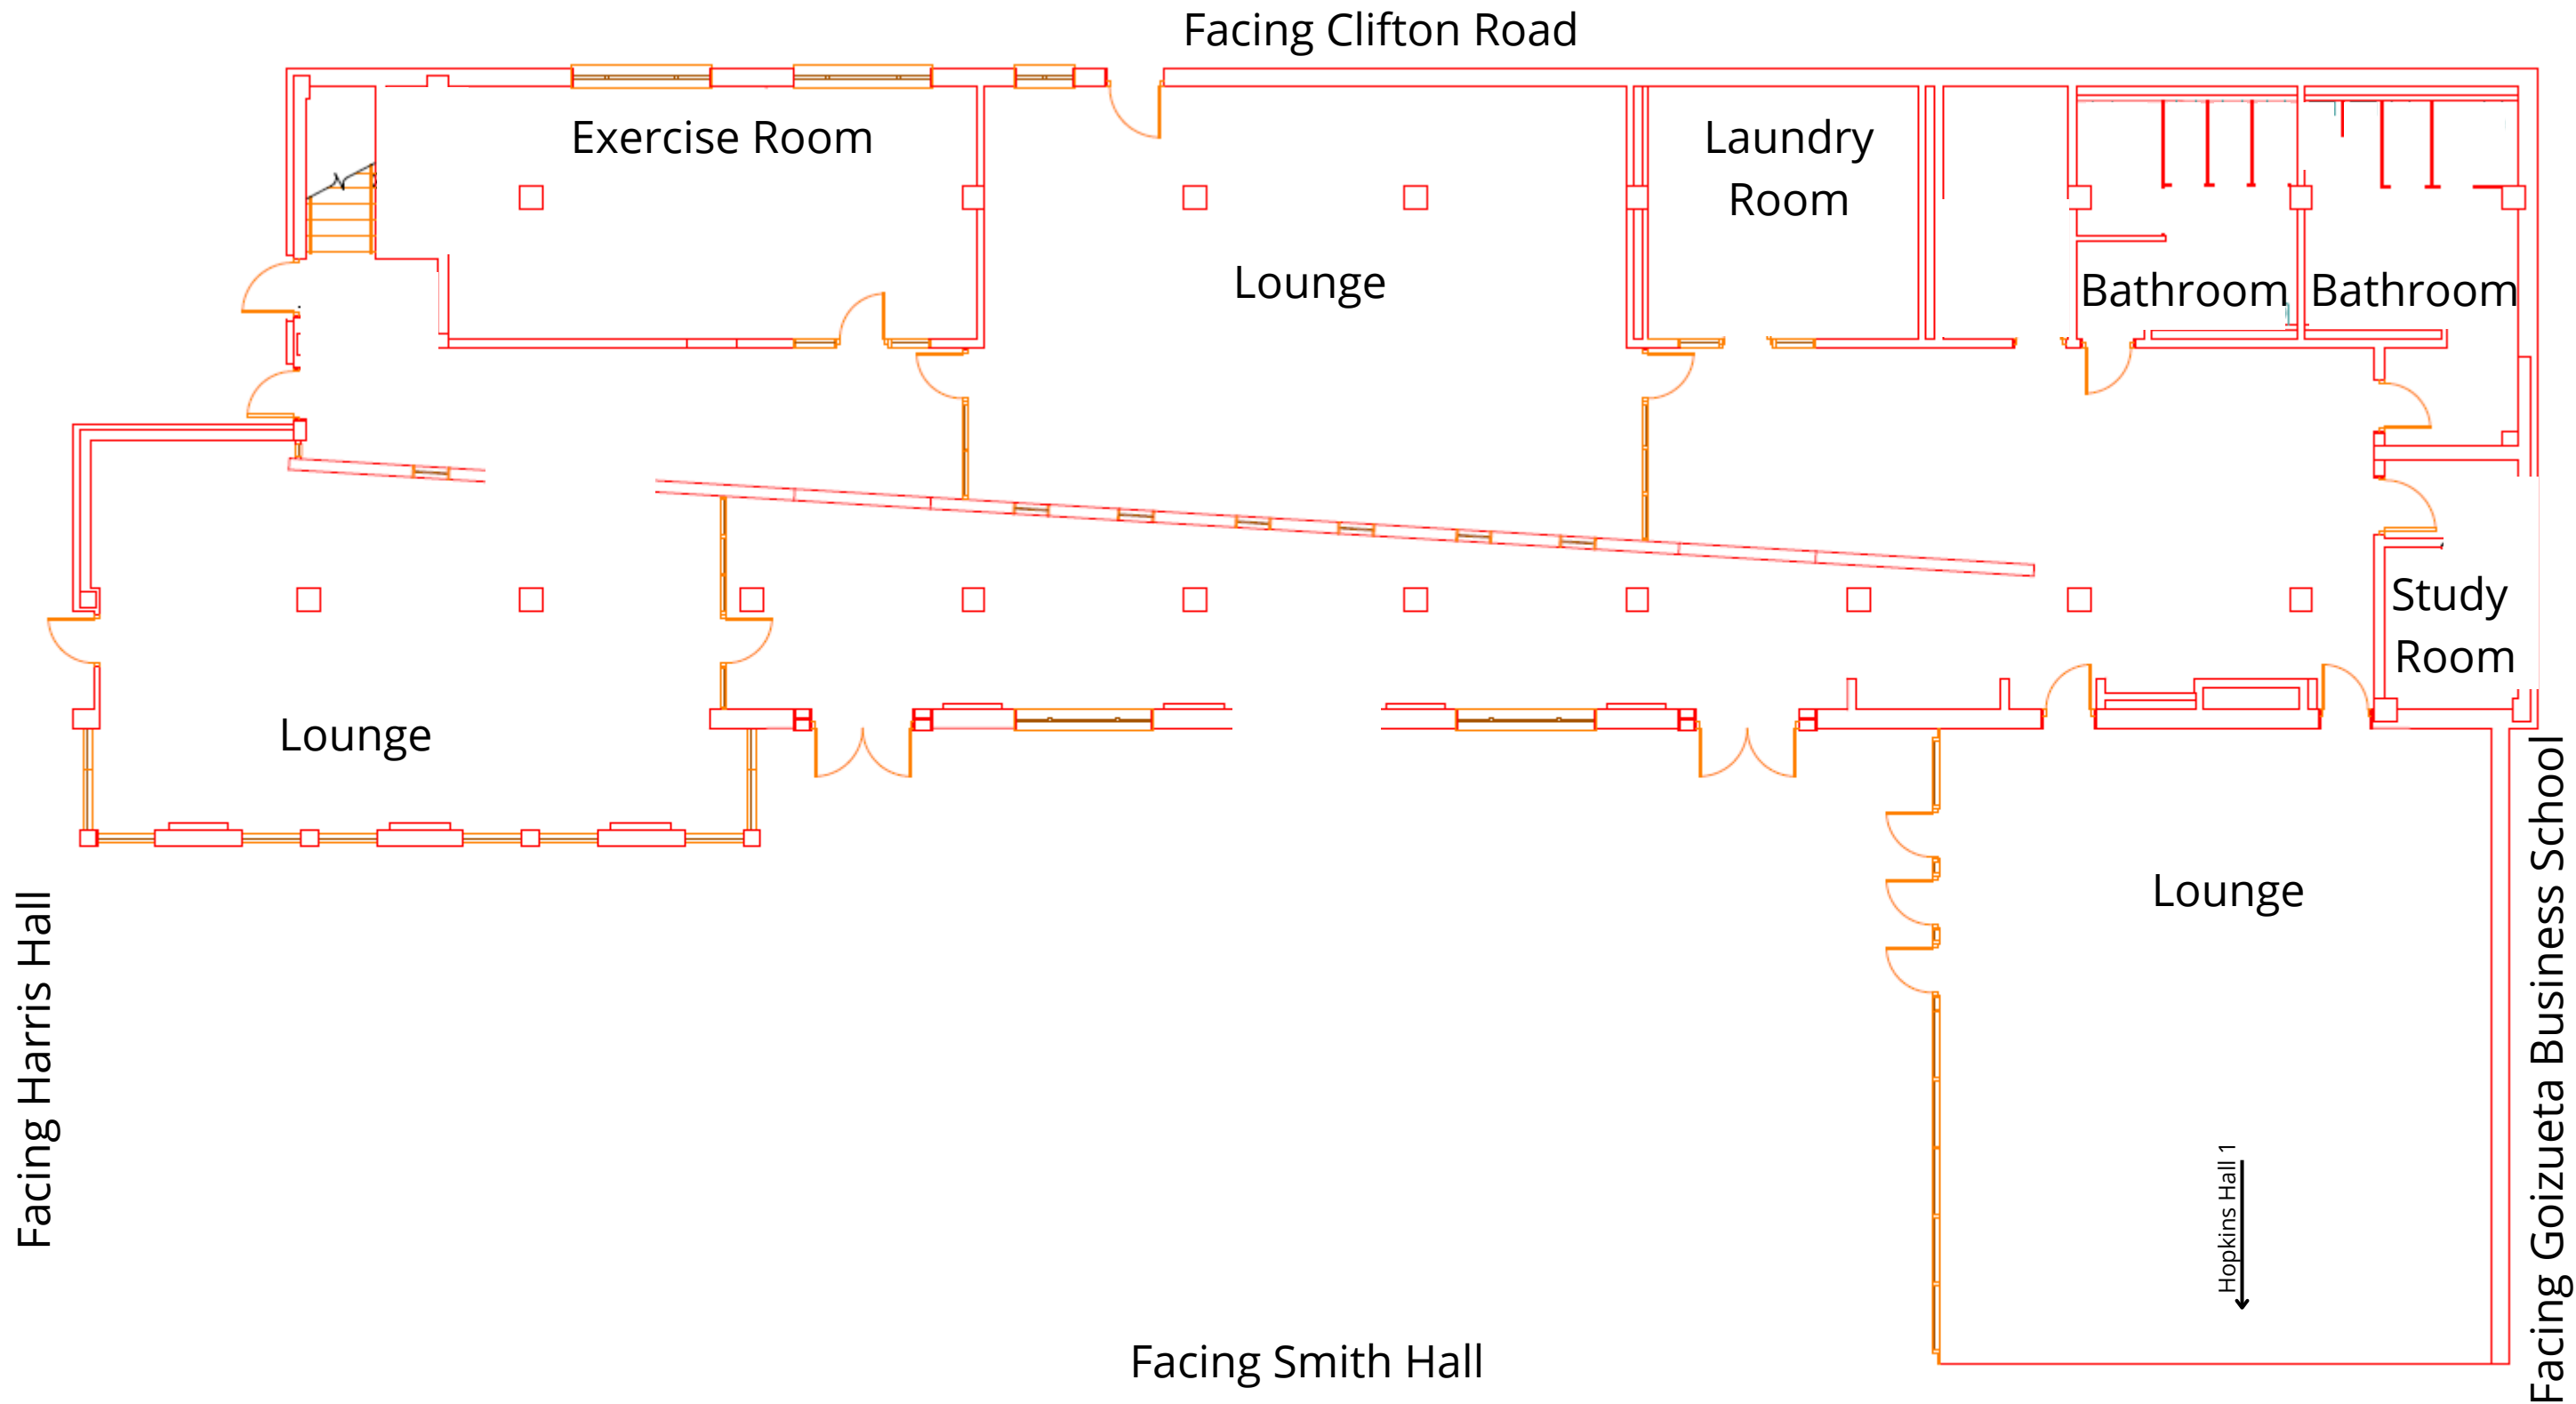 Facing Clifton Road
Exercise Room
Laundry
Room
Lounge
Bathroom
Bathroom
Study
Room
Lounge
Lounge
Facing Harris Hall
Facing Goizueta Business School
Hopkins Hall 1
Facing Smith Hall